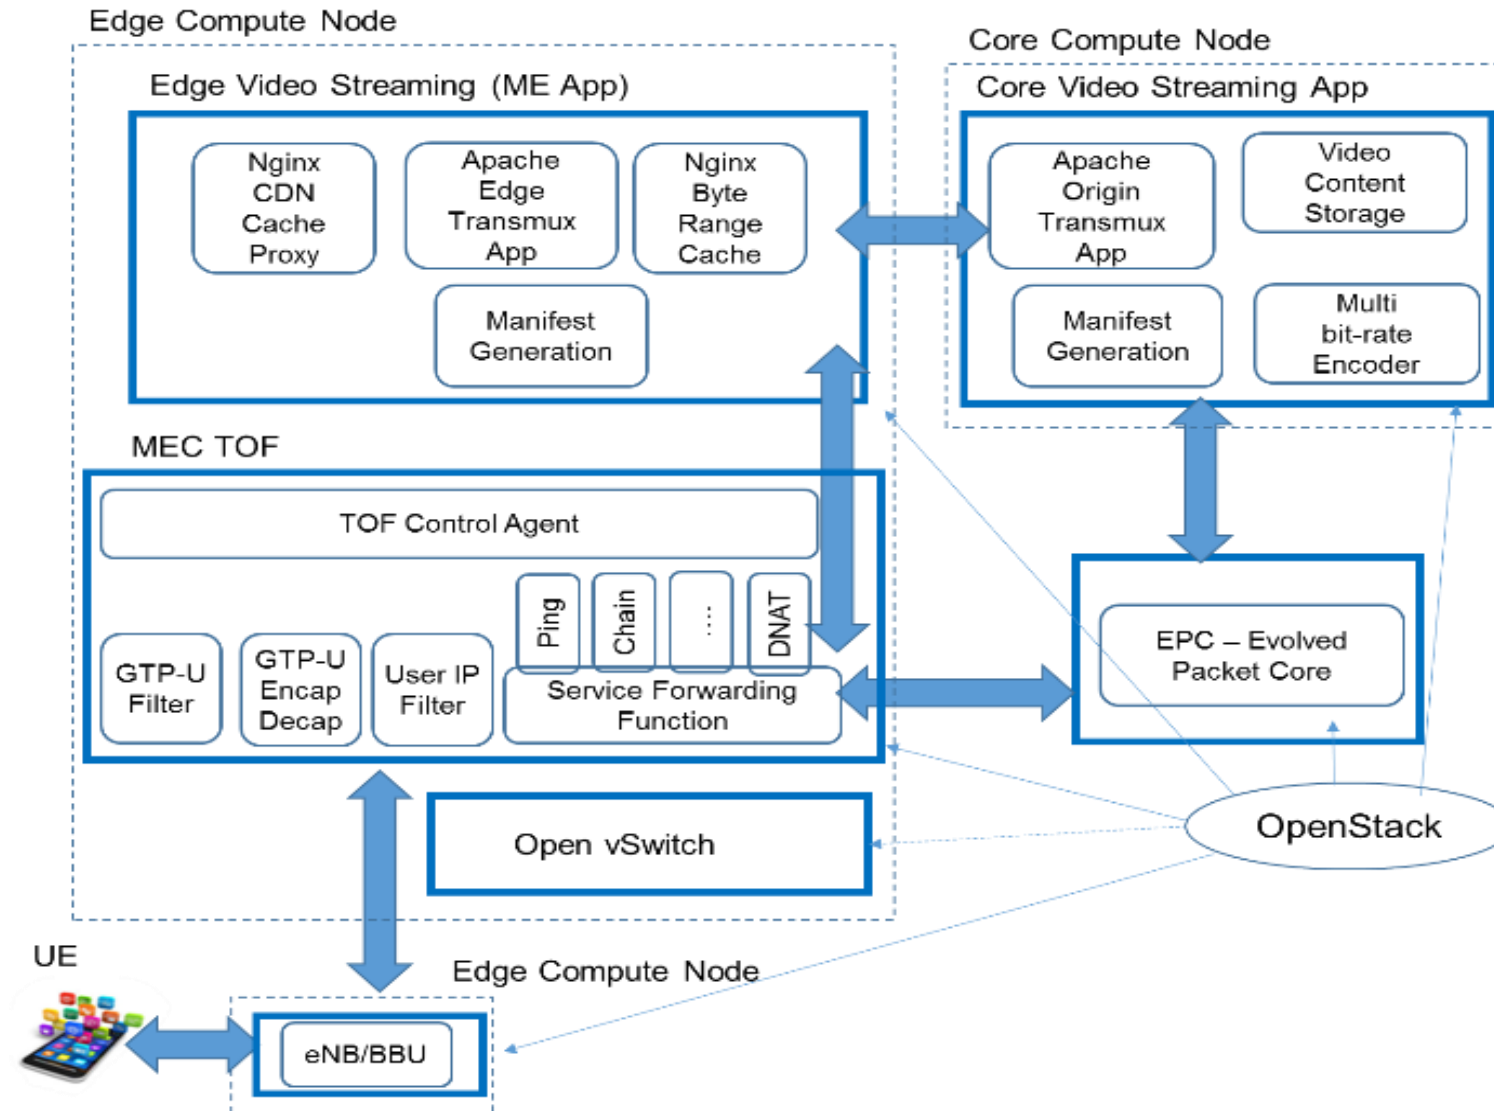 Edge Compute Node
Core Compute Node
Edge Video Streaming (ME App)
Core Video Streaming App
Nginx
CDN
Cache
Proxy
Apache
Edge
Transmux
App
Nginx
Byte
Range
Cache
Manifest
Generation
Apache
Origin
Transmux
App
Video
Content
Storage
Manifest
Generation
Multi
bit-rate
Encoder
MEC TOF
TOF Control Agent
Ping
Chain
....
DNAT
GTP-U
Filter
GTP-U
Encap
Decap
User IP
Filter
Service Forwarding
Function
EPC – Evolved
Packet Core
Open vSwitch
OpenStack
UE
Edge Compute Node
eNB/BBU